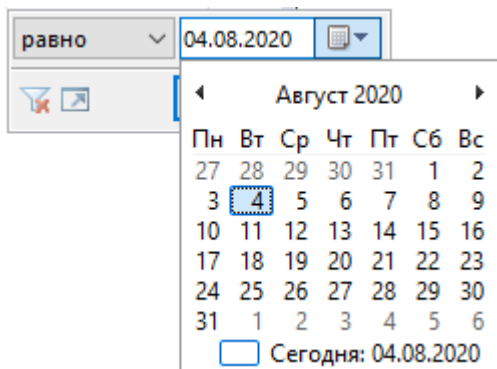 равно 04.08.2020
Август 2020
Пн Вт Ср Чт Пт Сб Вс
27 28 29 30 31 1 2
3 4 5 6 7 8 9
10 11 12 13 14 15 16
17 18 19 20 21 22 23
24 25 26 27 28 29 30
31 1 2 3 4 5 6
Сегодня: 04.08.2020